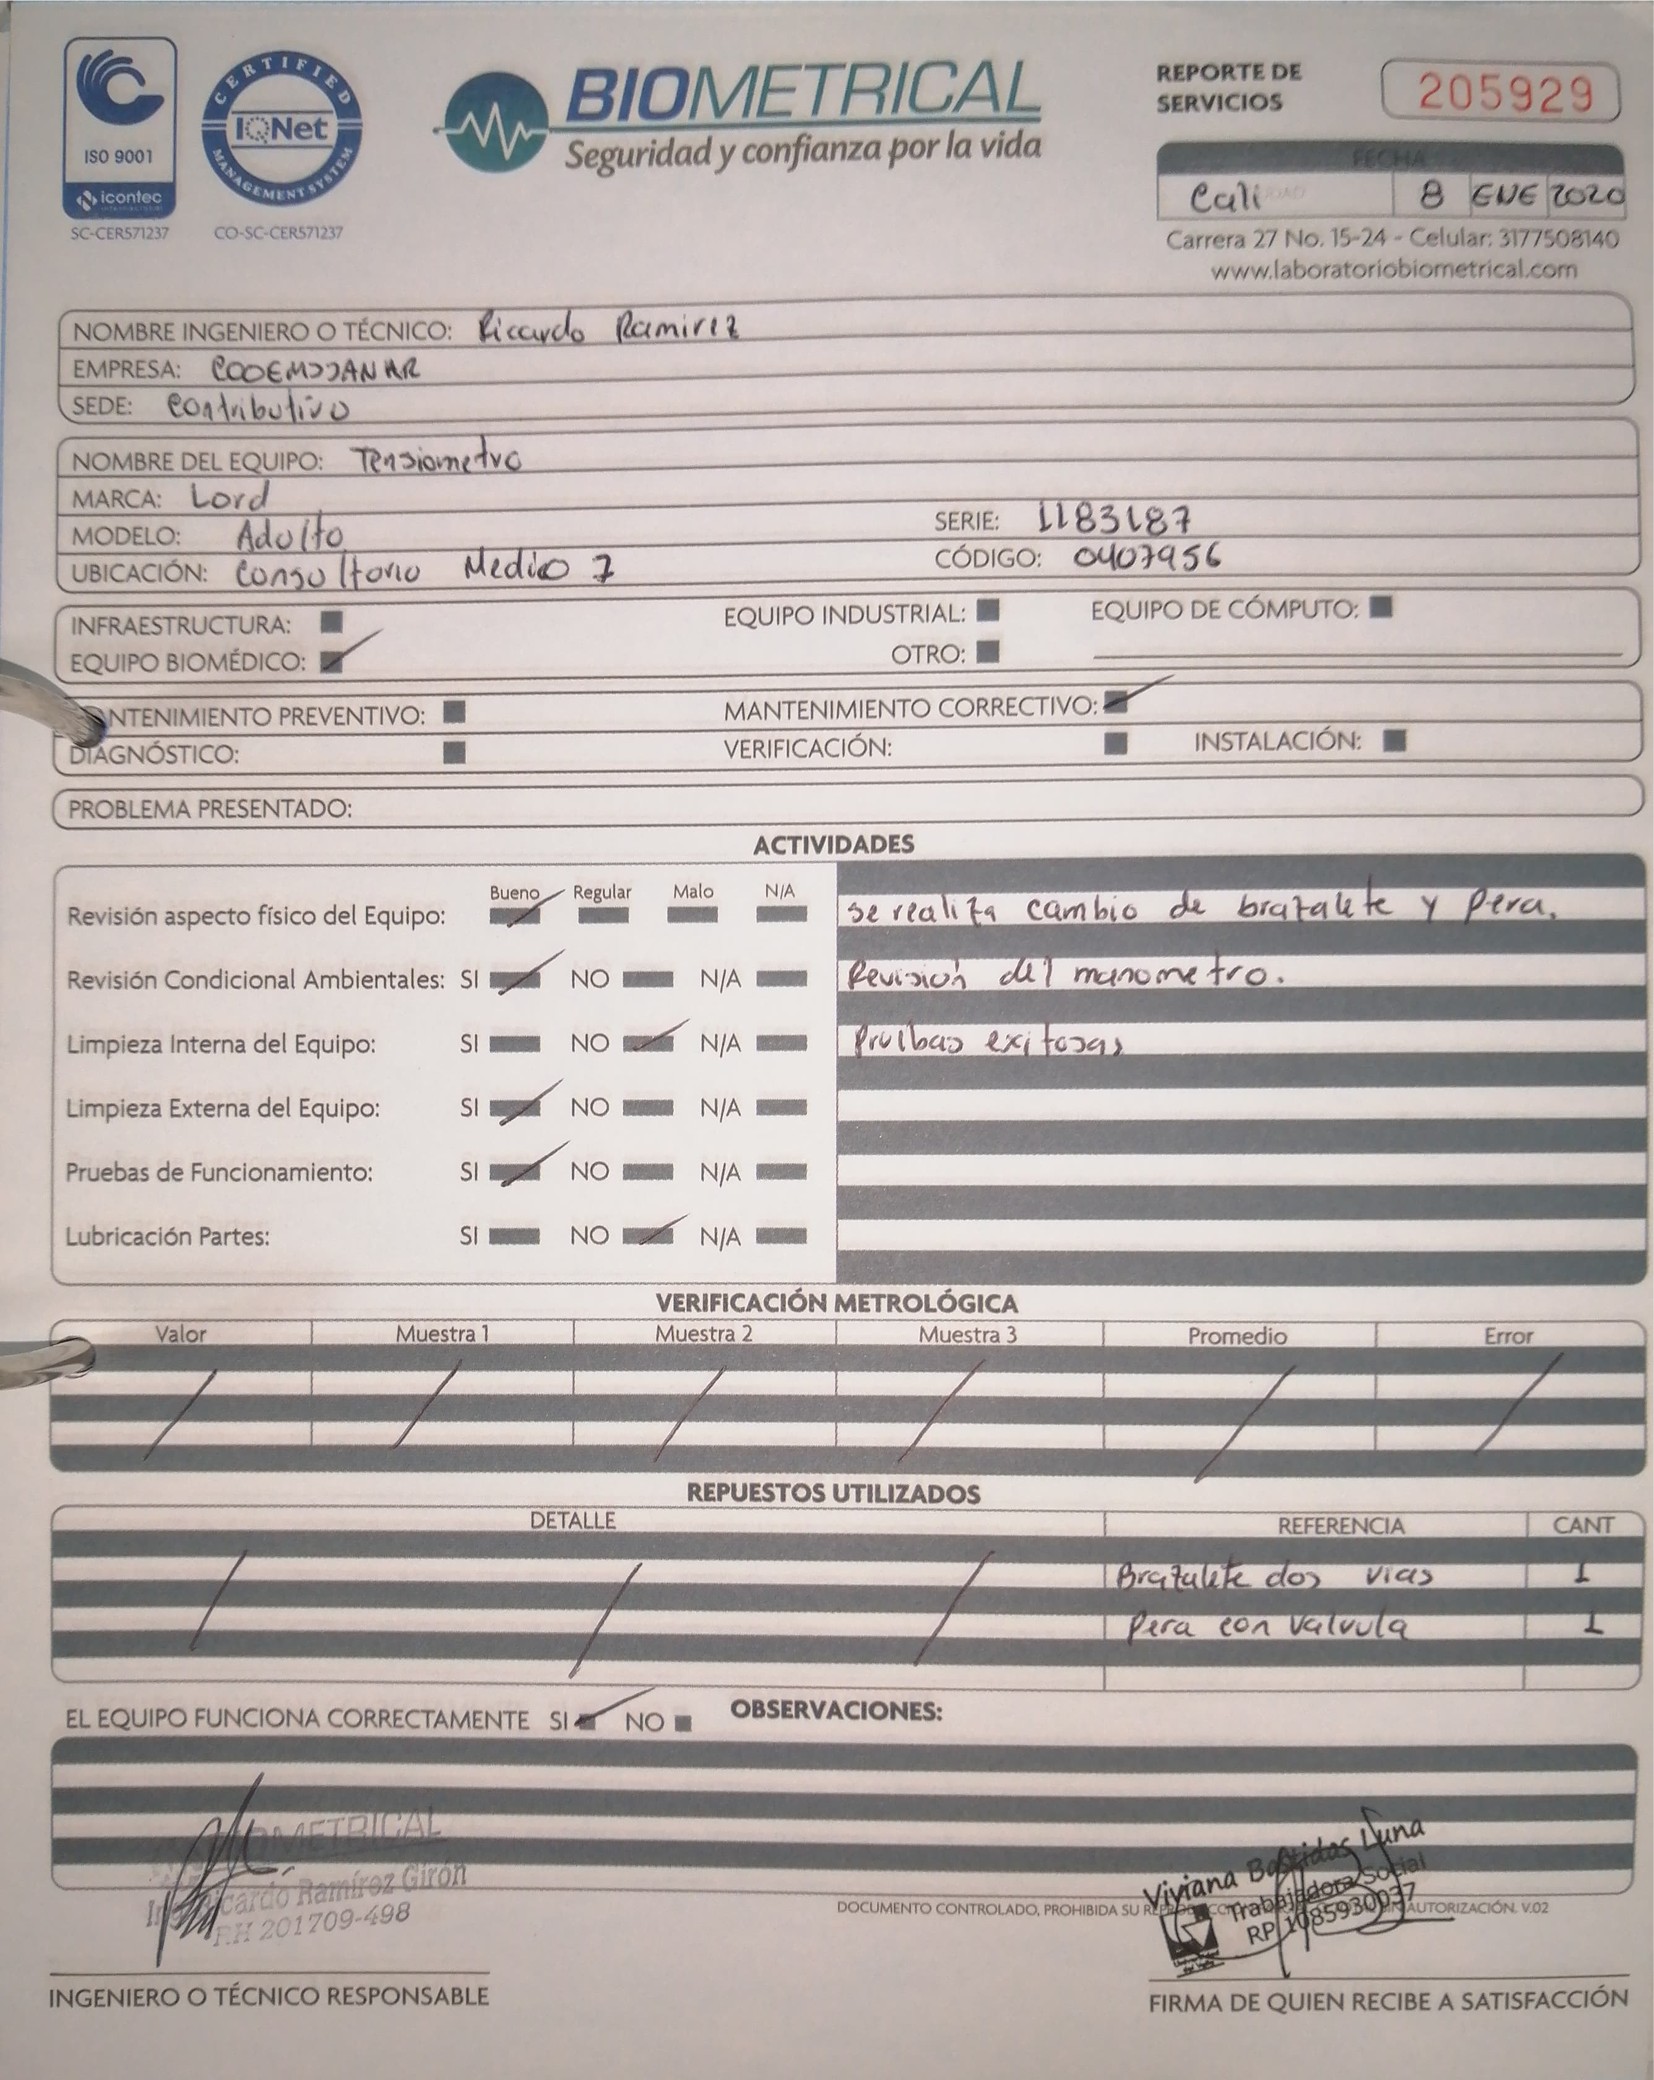 ISO 9001
icontec
SC-CER571237
CERTIFIED
IQNet
MANAGEMENT SYSTEM
CO-SC-CER571237
BIOMETRICAL
Seguridad y confianza por la vida
REPORTE DE
SERVICIOS
205929
FECHA
Cali 8 ENE 2020
Carrera 27 No. 15-24 - Celular: 3177508140
www.laboratoriobiometrical.com
NOMBRE INGENIERO O TÉCNICO: Ricardo Ramirez
EMPRESA:
SEDE: Contributivo
NOMBRE DEL EQUIPO: Tensiometro
MARCA: Lord
MODELO: Adulto SERIE: 1183187
UBICACIÓN: Consultorio Medico 7 CÓDIGO: 0407956
INFRAESTRUCTURA: EQUIPO INDUSTRIAL: EQUIPO DE CÓMPUTO:
EQUIPO BIOMÉDICO: OTRO:
NTENIMIENTO PREVENTIVO: MANTENIMIENTO CORRECTIVO:
DIAGNÓSTICO: VERIFICACIÓN: INSTALACIÓN:
PROBLEMA PRESENTADO:
ACTIVIDADES
Bueno Regular Malo N/A
Revisión aspecto físico del Equipo: se realiza cambio de brazalete y pera.
Revisión Condicional Ambientales: SI NO N/A Revisión del manometro.
Limpieza Interna del Equipo: SI NO N/A Pruebas exitosas
Limpieza Externa del Equipo: SI NO N/A
Pruebas de Funcionamiento: SI NO N/A
Lubricación Partes: SI NO N/A
VERIFICACIÓN METROLÓGICA
Valor Muestra 1 Muestra 2 Muestra 3 Promedio Error
REPUESTOS UTILIZADOS
DETALLE REFERENCIA CANT
Brazalete dos vias 1
Pera con valvula 1
EL EQUIPO FUNCIONA CORRECTAMENTE SI NO OBSERVACIONES:
BIOMETRICAL
Ing. Ricardo Ramírez Girón
RH 201709-498
Viviana Bastidas Luna
Trabajadora Social
RP 1085930037
DOCUMENTO CONTROLADO, PROHIBIDA SU AUTORIZACIÓN. V.02
INGENIERO O TÉCNICO RESPONSABLE
FIRMA DE QUIEN RECIBE A SATISFACCIÓN